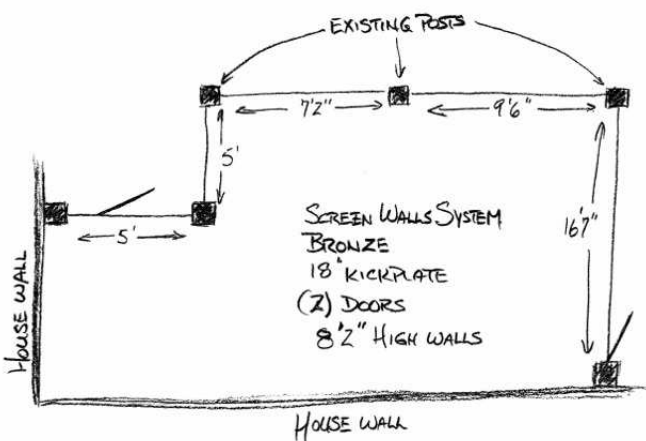 EXISTING POSTS
7'2"
9'6"
5'
16'7"
5'
SCREEN WALLS SYSTEM
BRONZE
18" KICKPLATE
(2) DOORS
8'2" HIGH WALLS
HOUSE WALL
HOUSE WALL